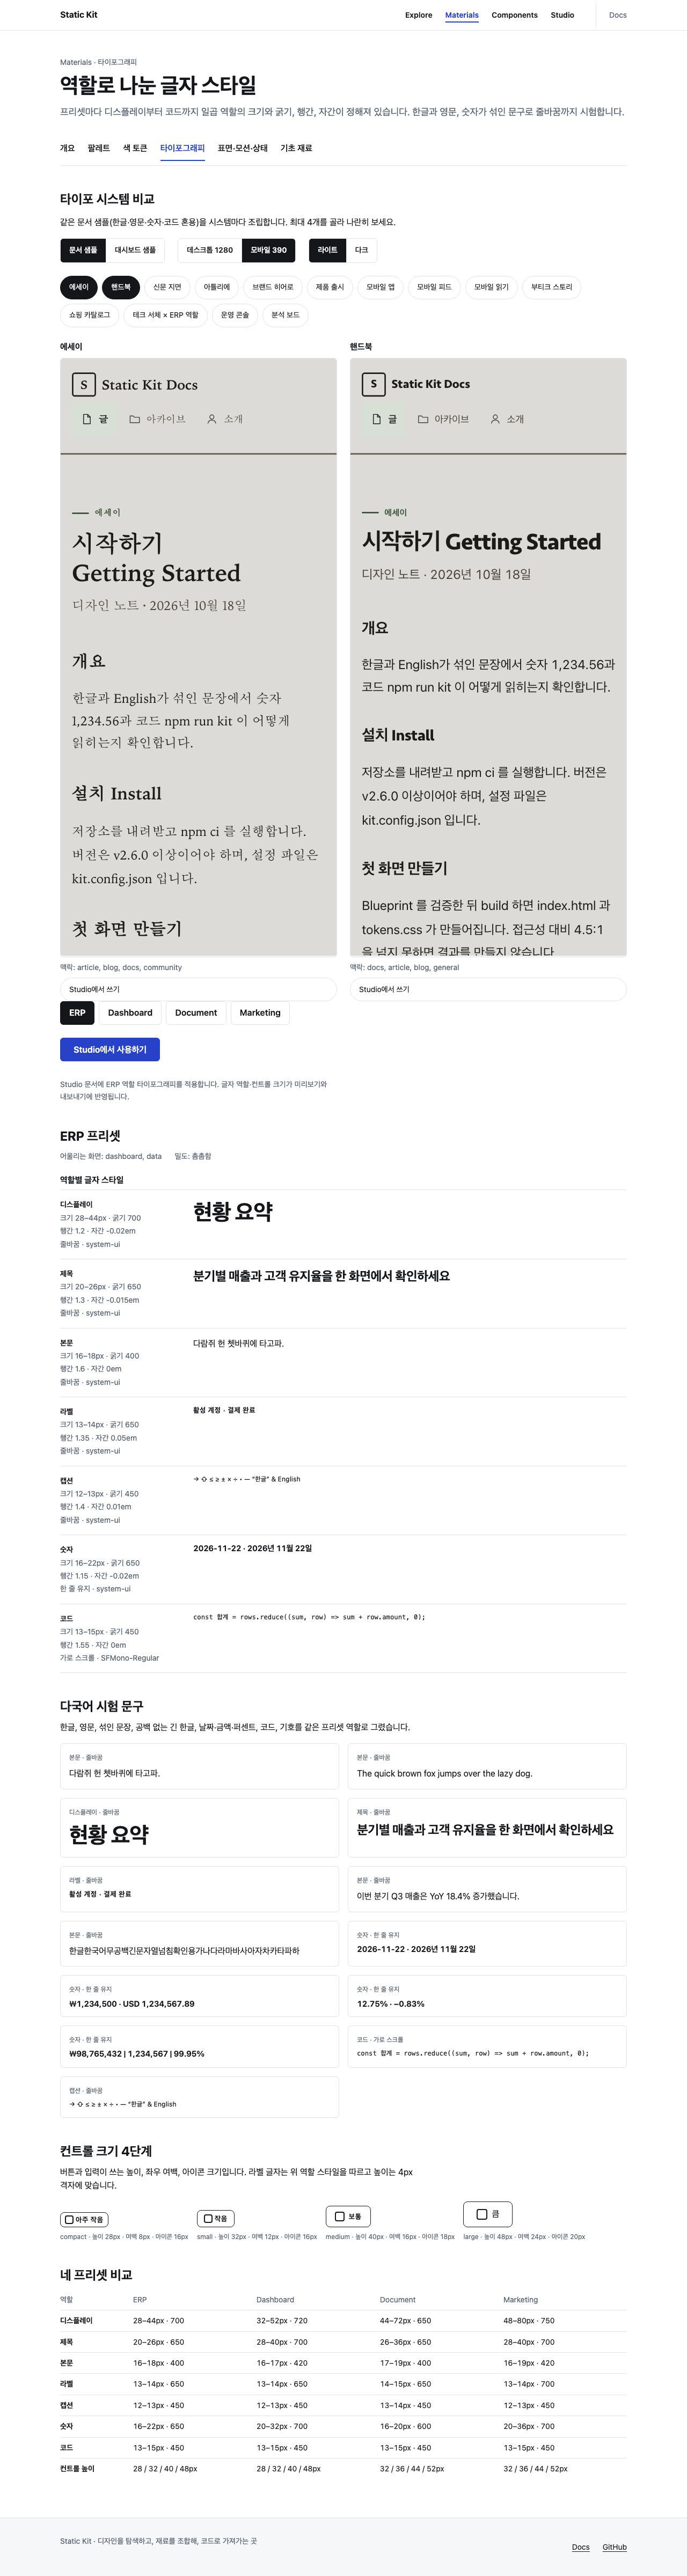 Static Kit
Explore Materials Components Studio Docs
Materials · 타이포그래피
역할로 나눈 글자 스타일
프리셋마다 디스플레이부터 코드까지 일곱 역할의 크기와 굵기, 행간, 자간이 정해져 있습니다. 한글과 영문, 숫자가 섞인 문구로 줄바꿈까지 시험합니다.
개요 팔레트 색 토큰 타이포그래피 표면·모션·상태 기초 재료
타이포 시스템 비교
같은 문서 샘플(한글·영문·숫자·코드 혼용)을 시스템마다 조립합니다. 최대 4개를 골라 나란히 보세요.
문서 샘플 대시보드 샘플 데스크톱 1280 모바일 390 라이트 다크
에세이 핸드북 신문 지면 아틀리에 브랜드 히어로 제품 출시 모바일 앱 모바일 피드 모바일 읽기 부티크 스토리
쇼핑 카탈로그 테크 서체 × ERP 역할 운영 콘솔 분석 보드
에세이
S Static Kit Docs
글 아카이브 소개
에세이
시작하기
Getting Started
디자인 노트 · 2026년 10월 18일
개요
한글과 English가 섞인 문장에서 숫자
1,234.56과 코드 npm run kit 이 어떻게
읽히는지 확인합니다.
설치 Install
저장소를 내려받고 npm ci 를 실행합니다.
버전은 v2.6.0 이상이어야 하며, 설정 파일은
kit.config.json 입니다.
첫 화면 만들기
맥락: article, blog, docs, community
Studio에서 쓰기
핸드북
S Static Kit Docs
글 아카이브 소개
에세이
시작하기 Getting Started
디자인 노트 · 2026년 10월 18일
개요
한글과 English가 섞인 문장에서 숫자 1,234.56과
코드 npm run kit 이 어떻게 읽히는지 확인합니다.
설치 Install
저장소를 내려받고 npm ci 를 실행합니다. 버전은
v2.6.0 이상이어야 하며, 설정 파일은
kit.config.json 입니다.
첫 화면 만들기
Blueprint 를 검증한 뒤 build 하면 index.html 과
tokens.css 가 만들어집니다. 접근성 대비 4.5:1
을 넘지 못하면 결과를 만들지 않습니다
맥락: docs, article, blog, general
Studio에서 쓰기
ERP Dashboard Document Marketing
Studio에서 사용하기
Studio 문서에 ERP 역할 타이포그래피를 적용합니다. 글자 역할·컨트롤 크기가 미리보기와
내보내기에 반영됩니다.
ERP 프리셋
어울리는 화면: dashboard, data 밀도: 촘촘함
역할별 글자 스타일
디스플레이
크기 28–44px · 굵기 700
행간 1.2 · 자간 -0.02em
줄바꿈 · system-ui
현황 요약
제목
크기 20–26px · 굵기 650
행간 1.3 · 자간 -0.015em
줄바꿈 · system-ui
분기별 매출과 고객 유지율을 한 화면에서 확인하세요
본문
크기 16–18px · 굵기 400
행간 1.6 · 자간 0em
줄바꿈 · system-ui
다람쥐 헌 쳇바퀴에 타고파.
라벨
크기 13–14px · 굵기 650
행간 1.35 · 자간 0.05em
줄바꿈 · system-ui
활성 계정 · 결제 완료
캡션
크기 12–13px · 굵기 450
행간 1.4 · 자간 0.01em
줄바꿈 · system-ui
→ ⇧ ≤ ≥ ± × ÷ • — “한글” & English
숫자
크기 16–22px · 굵기 650
행간 1.15 · 자간 -0.02em
한 줄 유지 · system-ui
2026-11-22 · 2026년 11월 22일
코드
크기 13–15px · 굵기 450
행간 1.55 · 자간 0em
가로 스크롤 · SFMono-Regular
const 합계 = rows.reduce((sum, row) => sum + row.amount, 0);
다국어 시험 문구
한글, 영문, 섞인 문장, 공백 없는 긴 한글, 날짜·금액·퍼센트, 코드, 기호를 같은 프리셋 역할로 그렸습니다.
본문 · 줄바꿈
다람쥐 헌 쳇바퀴에 타고파.
본문 · 줄바꿈
The quick brown fox jumps over the lazy dog.
디스플레이 · 줄바꿈
현황 요약
제목 · 줄바꿈
분기별 매출과 고객 유지율을 한 화면에서 확인하세요
라벨 · 줄바꿈
활성 계정 · 결제 완료
본문 · 줄바꿈
이번 분기 Q3 매출은 YoY 18.4% 증가했습니다.
본문 · 줄바꿈
한글한국어무공백긴문자열넘침확인용가나다라마바사아자차카타파하
숫자 · 한 줄 유지
2026-11-22 · 2026년 11월 22일
숫자 · 한 줄 유지
₩1,234,500 · USD 1,234,567.89
숫자 · 한 줄 유지
12.75% · −0.83%
숫자 · 한 줄 유지
₩98,765,432 | 1,234,567 | 99.95%
코드 · 가로 스크롤
const 합계 = rows.reduce((sum, row) => sum + row.amount, 0);
캡션 · 줄바꿈
→ ⇧ ≤ ≥ ± × ÷ • — “한글” & English
컨트롤 크기 4단계
버튼과 입력이 쓰는 높이, 좌우 여백, 아이콘 크기입니다. 라벨 글자는 위 역할 스타일을 따르고 높이는 4px
격자에 맞습니다.
아주 작음 작음 보통 큼
compact · 높이 28px · 여백 8px · 아이콘 16px small · 높이 32px · 여백 12px · 아이콘 16px medium · 높이 40px · 여백 16px · 아이콘 18px large · 높이 48px · 여백 24px · 아이콘 20px
네 프리셋 비교
역할 ERP Dashboard Document Marketing
디스플레이 28–44px · 700 32–52px · 720 44–72px · 650 48–80px · 750
제목 20–26px · 650 28–40px · 700 26–36px · 650 28–40px · 700
본문 16–18px · 400 16–17px · 420 17–19px · 400 16–19px · 420
라벨 13–14px · 650 13–14px · 650 14–15px · 650 13–14px · 700
캡션 12–13px · 450 12–13px · 450 13–14px · 450 12–13px · 450
숫자 16–22px · 650 20–32px · 700 16–20px · 600 20–36px · 700
코드 13–15px · 450 13–15px · 450 13–15px · 450 13–15px · 450
컨트롤 높이 28 / 32 / 40 / 48px 28 / 32 / 40 / 48px 32 / 36 / 44 / 52px 32 / 36 / 44 / 52px
Static Kit · 디자인을 탐색하고, 재료를 조합해, 코드로 가져가는 곳
Docs GitHub